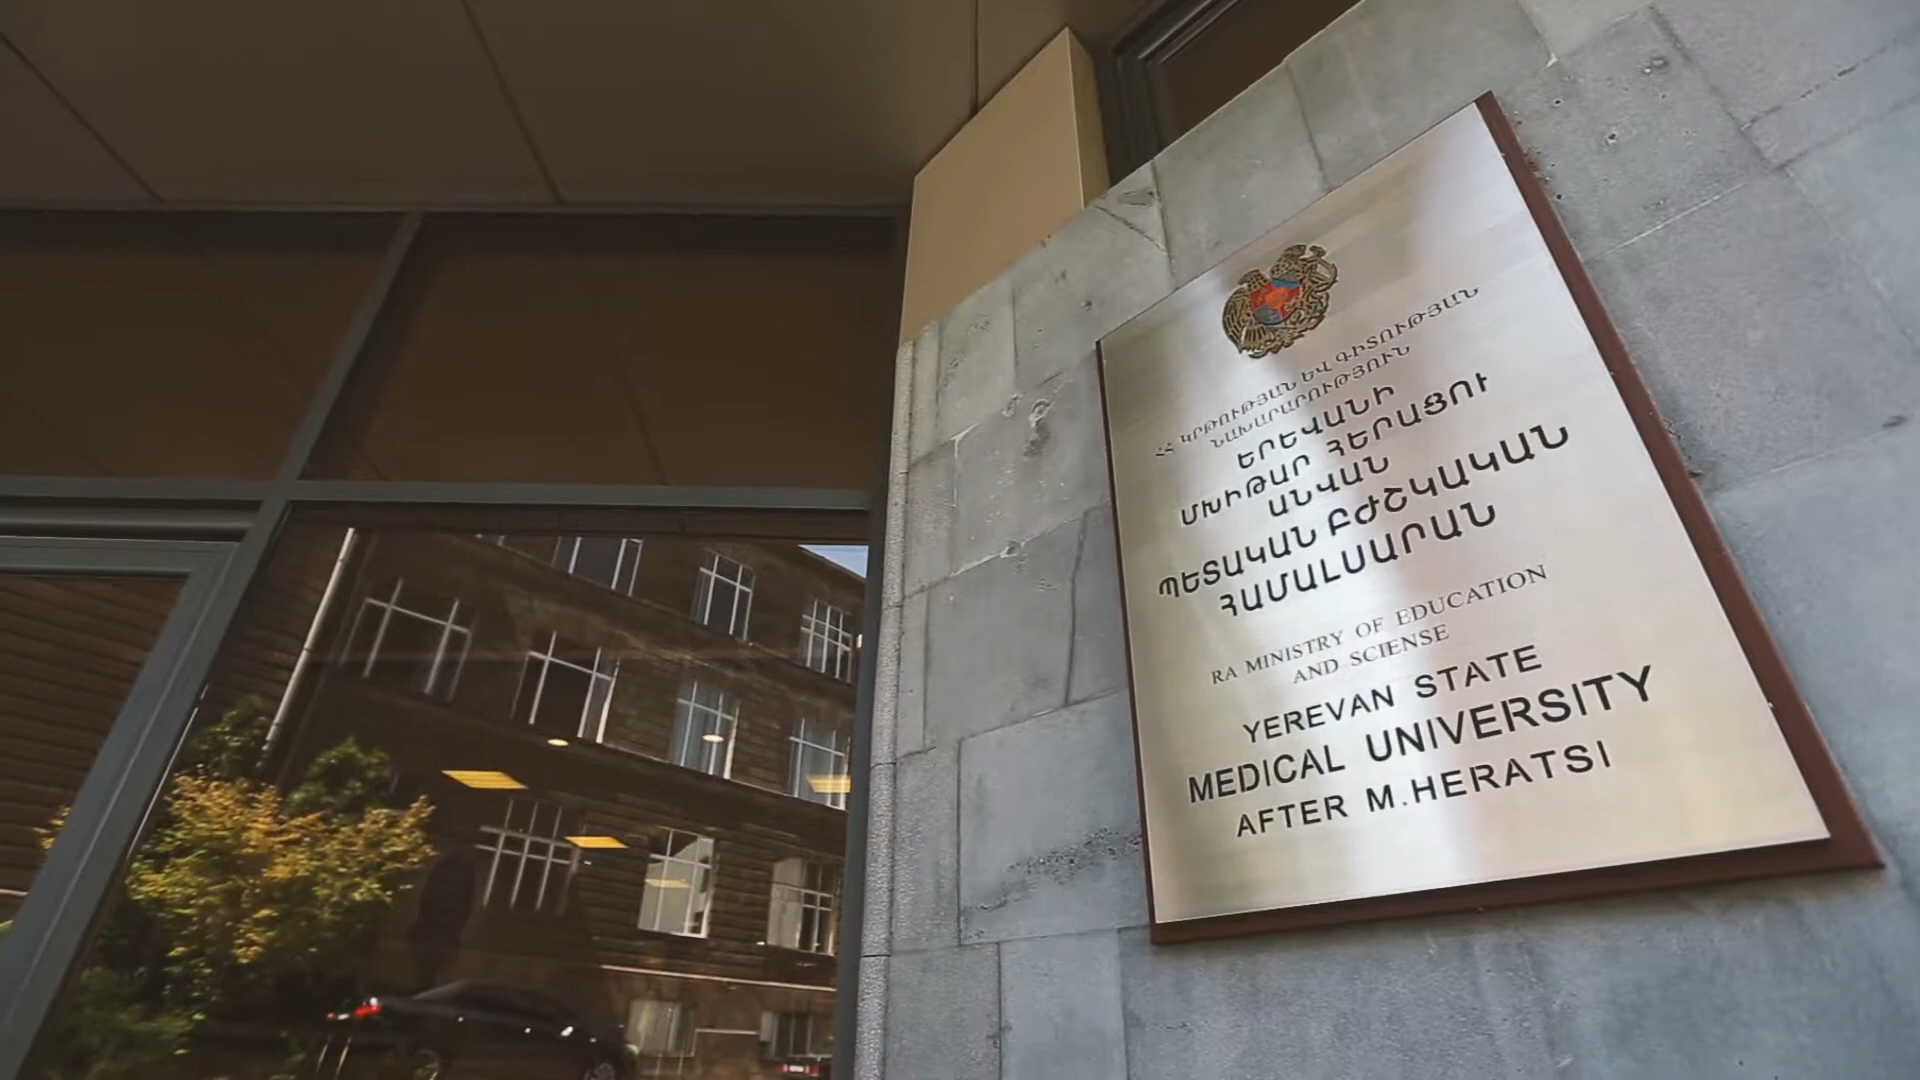 ՀՀ ԿՐԹՈՒԹՅԱՆ ԵՎ ԳԻՏՈՒԹՅԱՆ
ՆԱԽԱՐԱՐՈՒԹՅՈՒՆ
ԵՐԵՎԱՆԻ
ՄԽԻԹԱՐ ՀԵՐԱՑՈՒ
ԱՆՎԱՆ
ՊԵՏԱԿԱՆ ԲԺՇԿԱԿԱՆ
ՀԱՄԱԼՍԱՐԱՆ
RA MINISTRY OF EDUCATION
AND SCIENSE
YEREVAN STATE
MEDICAL UNIVERSITY
AFTER M.HERATSI